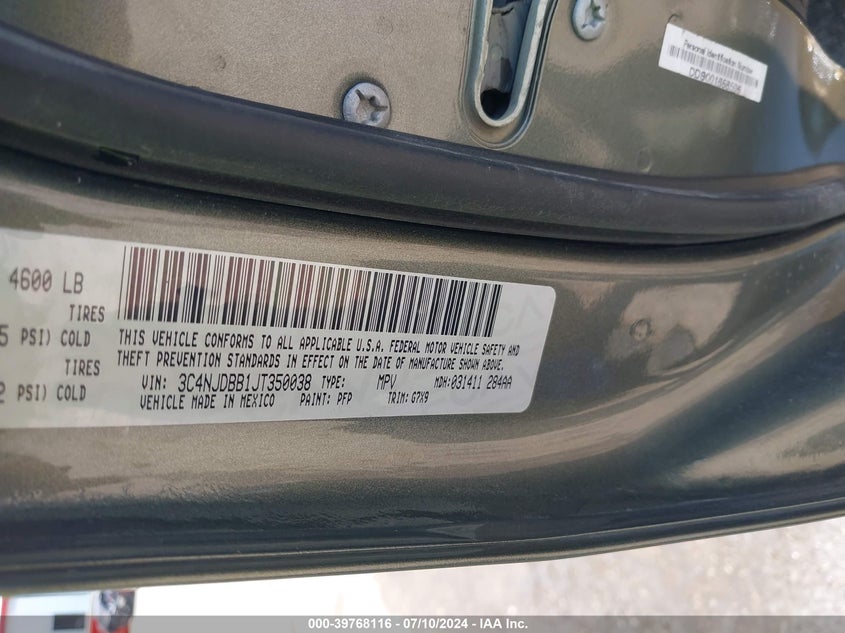 Personal Identification Number
4600 LB
TIRES
5 PSI) COLD
TIRES
2 PSI) COLD
THIS VEHICLE CONFORMS TO ALL APPLICABLE U.S.A. FEDERAL MOTOR VEHICLE SAFETY AND
THEFT PREVENTION STANDARDS IN EFFECT ON THE DATE OF MANUFACTURE SHOWN ABOVE.
VIN: 3C4NJDBB1JT350038 TYPE: MPV MDH:031411 284AA
VEHICLE MADE IN MEXICO PAINT: PFP TRIM: G7X9
000-39768116 - 07/10/2024 - IAA Inc.